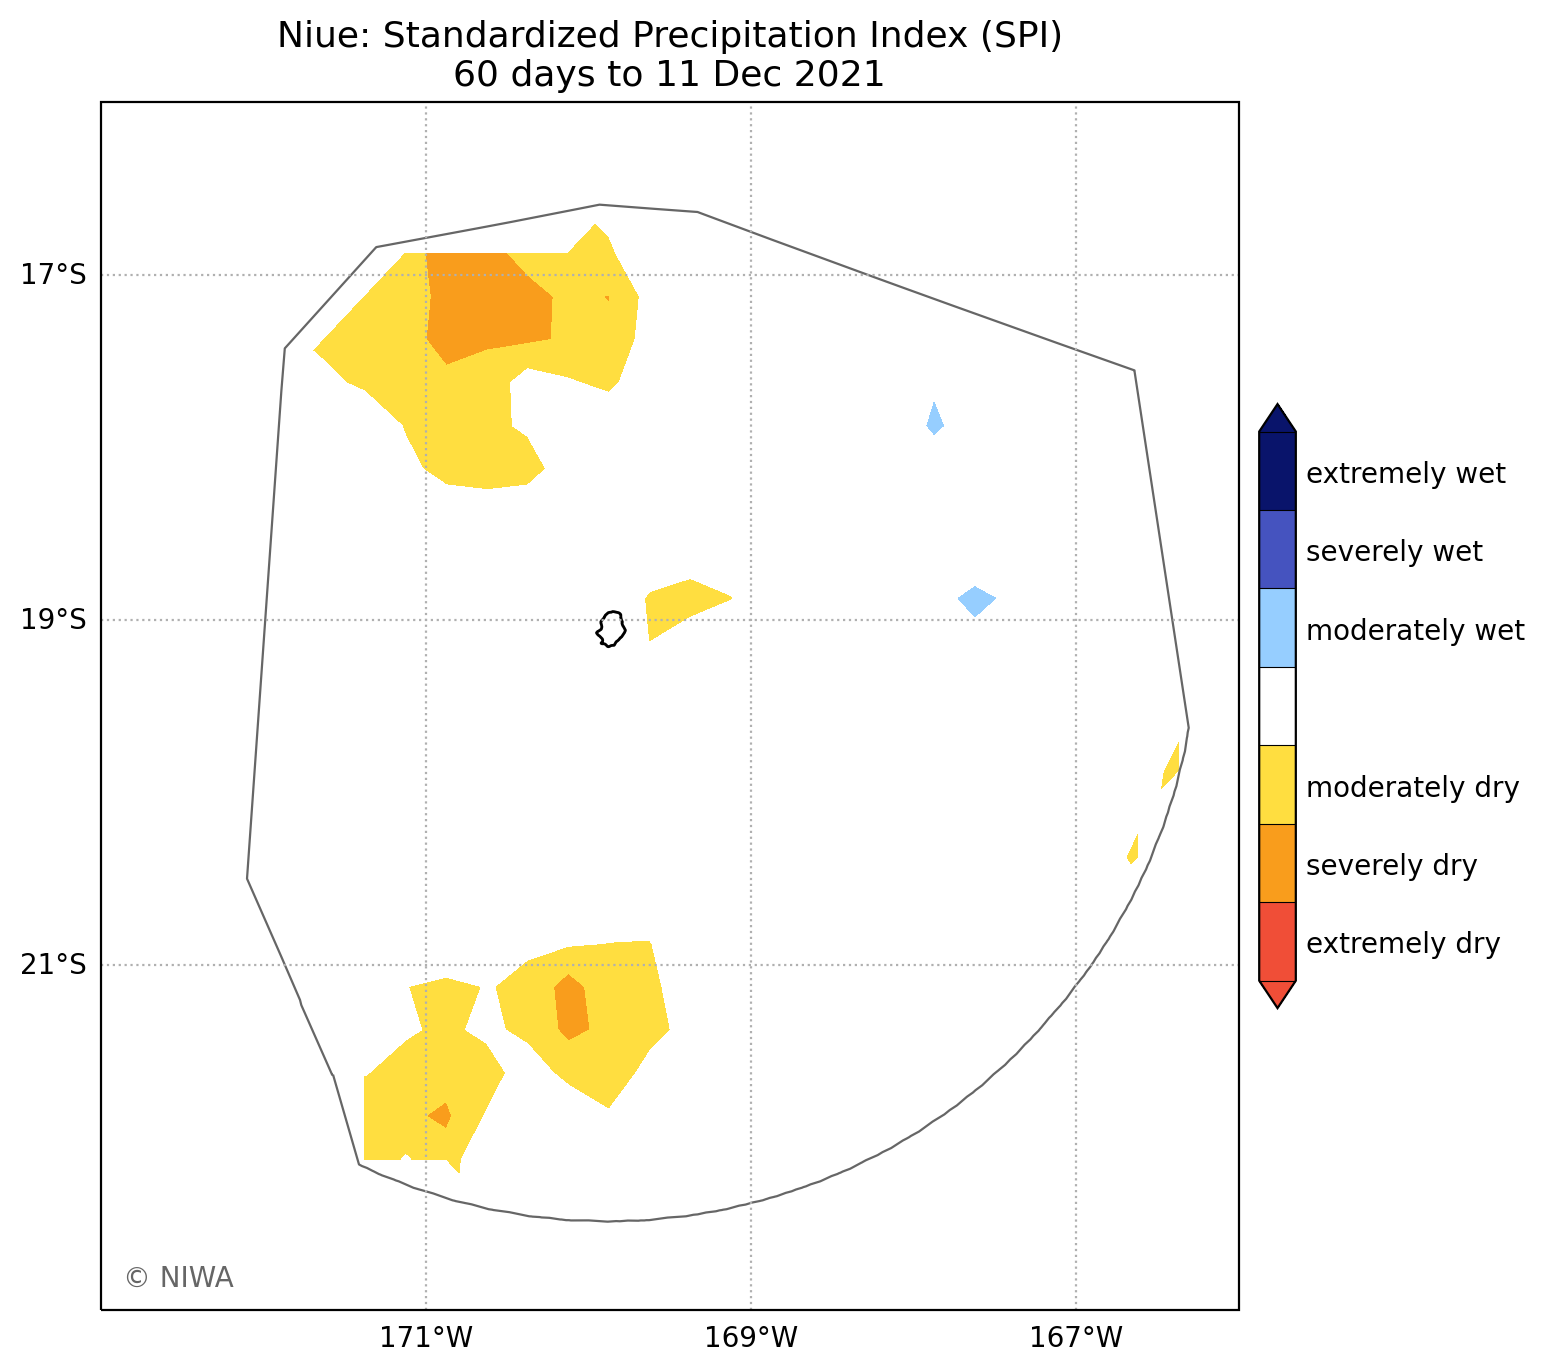 Niue: Standardized Precipitation Index (SPI)
60 days to 11 Dec 2021
17°S
19°S
21°S
extremely wet
severely wet
moderately wet
moderately dry
severely dry
extremely dry
© NIWA
171°W
169°W
167°W